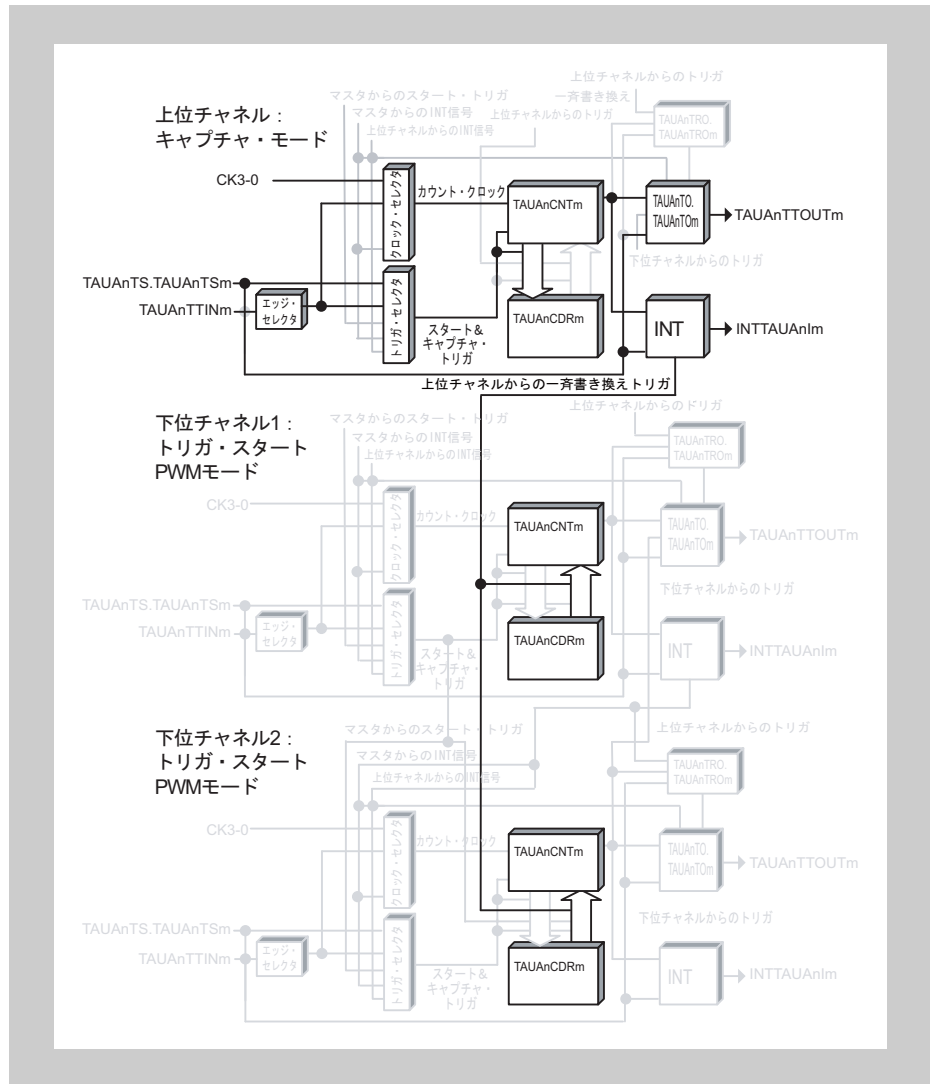 上位チャネルからのトリガ
マスタからのスタート・トリガ
一斉書き換え
上位チャネル：
キャプチャ・モード
マスタからのINT信号
上位チャネルからのトリガ
上位チャネルからのINT信号
TAUAnTRO.
TAUAnTROm
CK3-0
クロック・セレクタ
カウント・クロック
TAUAnCNTm
TAUAnTO.
TAUAnTOm
TAUAnTTOUTm
下位チャネルからのトリガ
TAUAnTS.TAUAnTSm
TAUAnTTINm
エッジ・
セレクタ
トリガ・セレクタ
スタート&
キャプチャ・
トリガ
TAUAnCDRm
INT
INTTAUAnIm
上位チャネルからの一斉書き換えトリガ
下位チャネル1：
トリガ・スタート
PWMモード
マスタからのスタート・トリガ
マスタからのINT信号
上位チャネルからのINT信号
上位チャネルからのドリガ
TAUAnTRO.
TAUAnTROm
CK3-0
クロック・セレクタ
カウント・クロック
TAUAnCNTm
TAUAnTO.
TAUAnTOm
TAUAnTTOUTm
下位チャネルからのトリガ
TAUAnTS.TAUAnTSm
TAUAnTTINm
エッジ・
セレクタ
トリガ・セレクタ
スタート&
キャプチャ・
トリガ
TAUAnCDRm
INT
INTTAUAnIm
下位チャネル2：
トリガ・スタート
PWMモード
マスタからのスタート・トリガ
マスタからのINT信号
上位チャネルからのINT信号
上位チャネルからのトリガ
TAUAnTRO.
TAUAnTROm
CK3-0
クロック・セレクタ
カウント・クロック
TAUAnCNTm
TAUAnTO.
TAUAnTOm
TAUAnTTOUTm
下位チャネルからのトリガ
TAUAnTS.TAUAnTSm
TAUAnTTINm
エッジ・
セレクタ
トリガ・セレクタ
スタート&
キャプチャ・
トリガ
TAUAnCDRm
INT
INTTAUAnIm